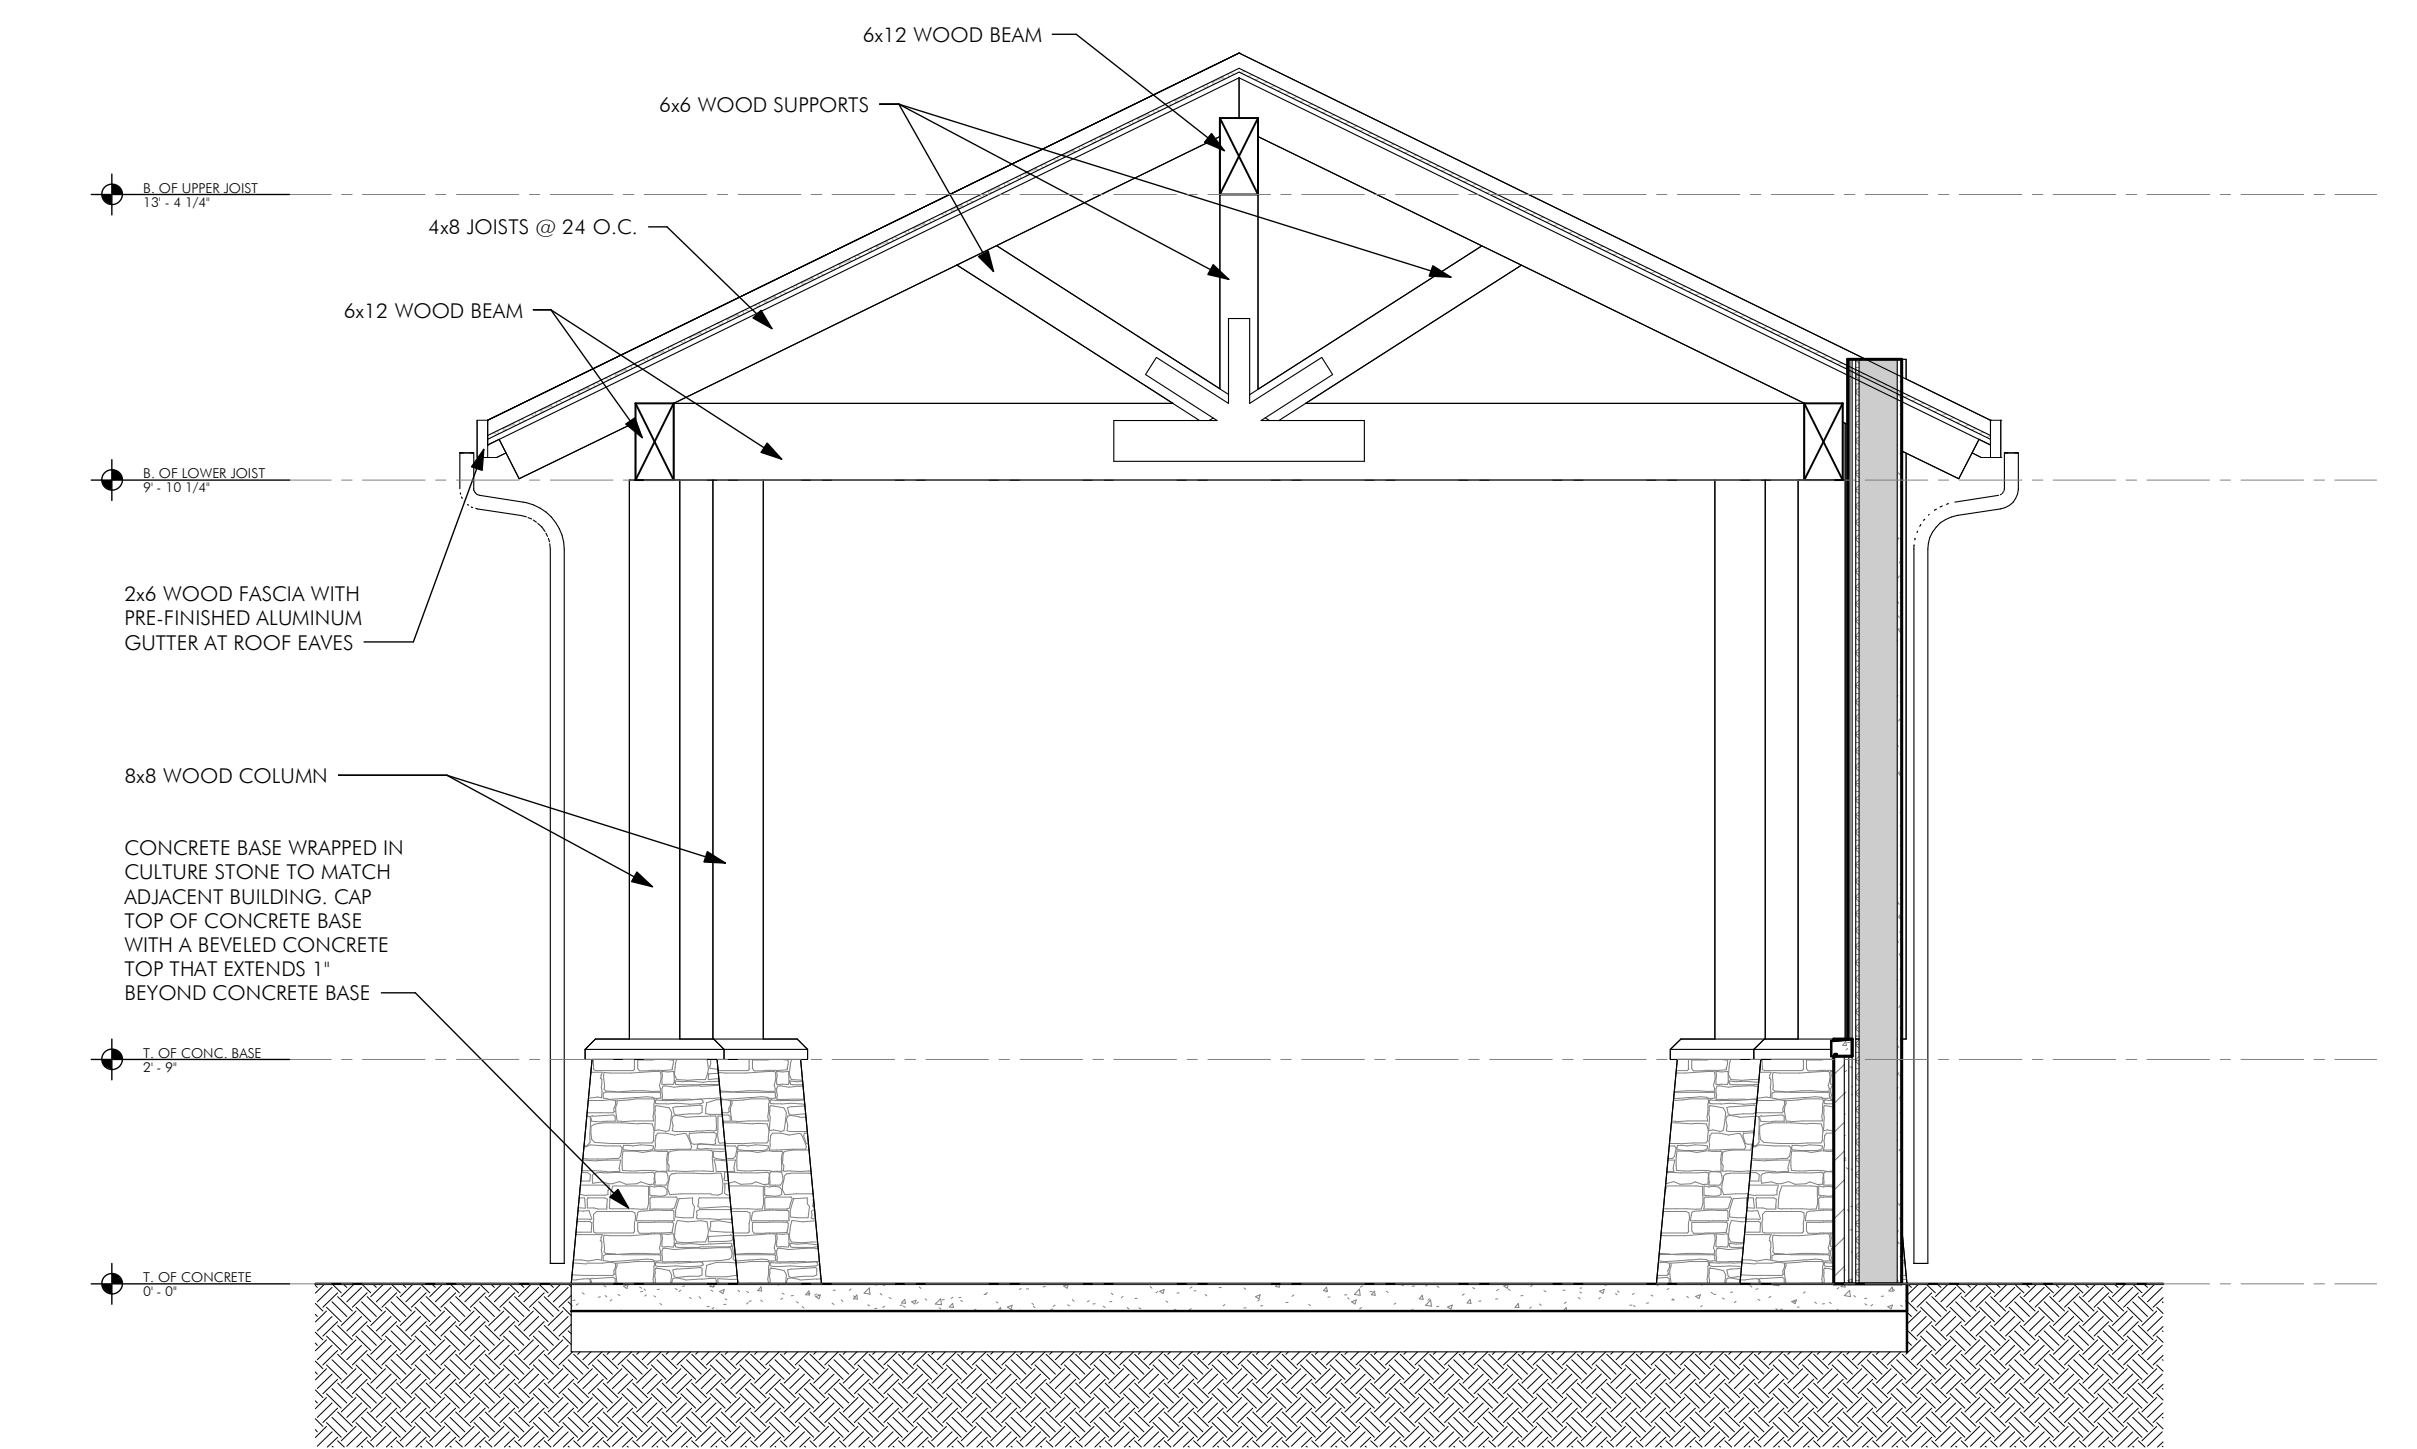 6x12 WOOD BEAM
6x6 WOOD SUPPORTS
B. OF UPPER JOIST
13' - 4 1/4"
4x8 JOISTS @ 24 O.C.
6x12 WOOD BEAM
B. OF LOWER JOIST
9' - 10 1/4"
2x6 WOOD FASCIA WITH
PRE-FINISHED ALUMINUM
GUTTER AT ROOF EAVES
8x8 WOOD COLUMN
CONCRETE BASE WRAPPED IN
CULTURE STONE TO MATCH
ADJACENT BUILDING. CAP
TOP OF CONCRETE BASE
WITH A BEVELED CONCRETE
TOP THAT EXTENDS 1"
BEYOND CONCRETE BASE
T. OF CONC. BASE
2' - 9"
T. OF CONCRETE
0' - 0"